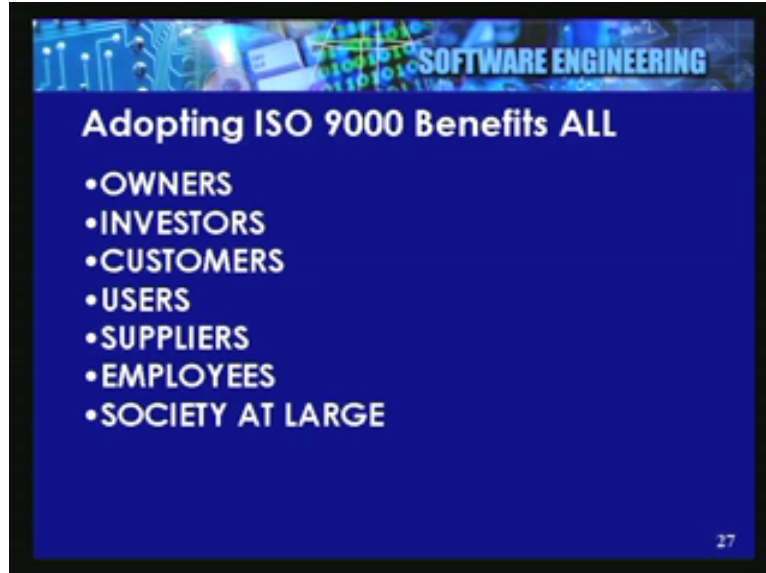 SOFTWARE ENGINEERING
Adopting ISO 9000 Benefits ALL
•OWNERS
•INVESTORS
•CUSTOMERS
•USERS
•SUPPLIERS
•EMPLOYEES
•SOCIETY AT LARGE
27